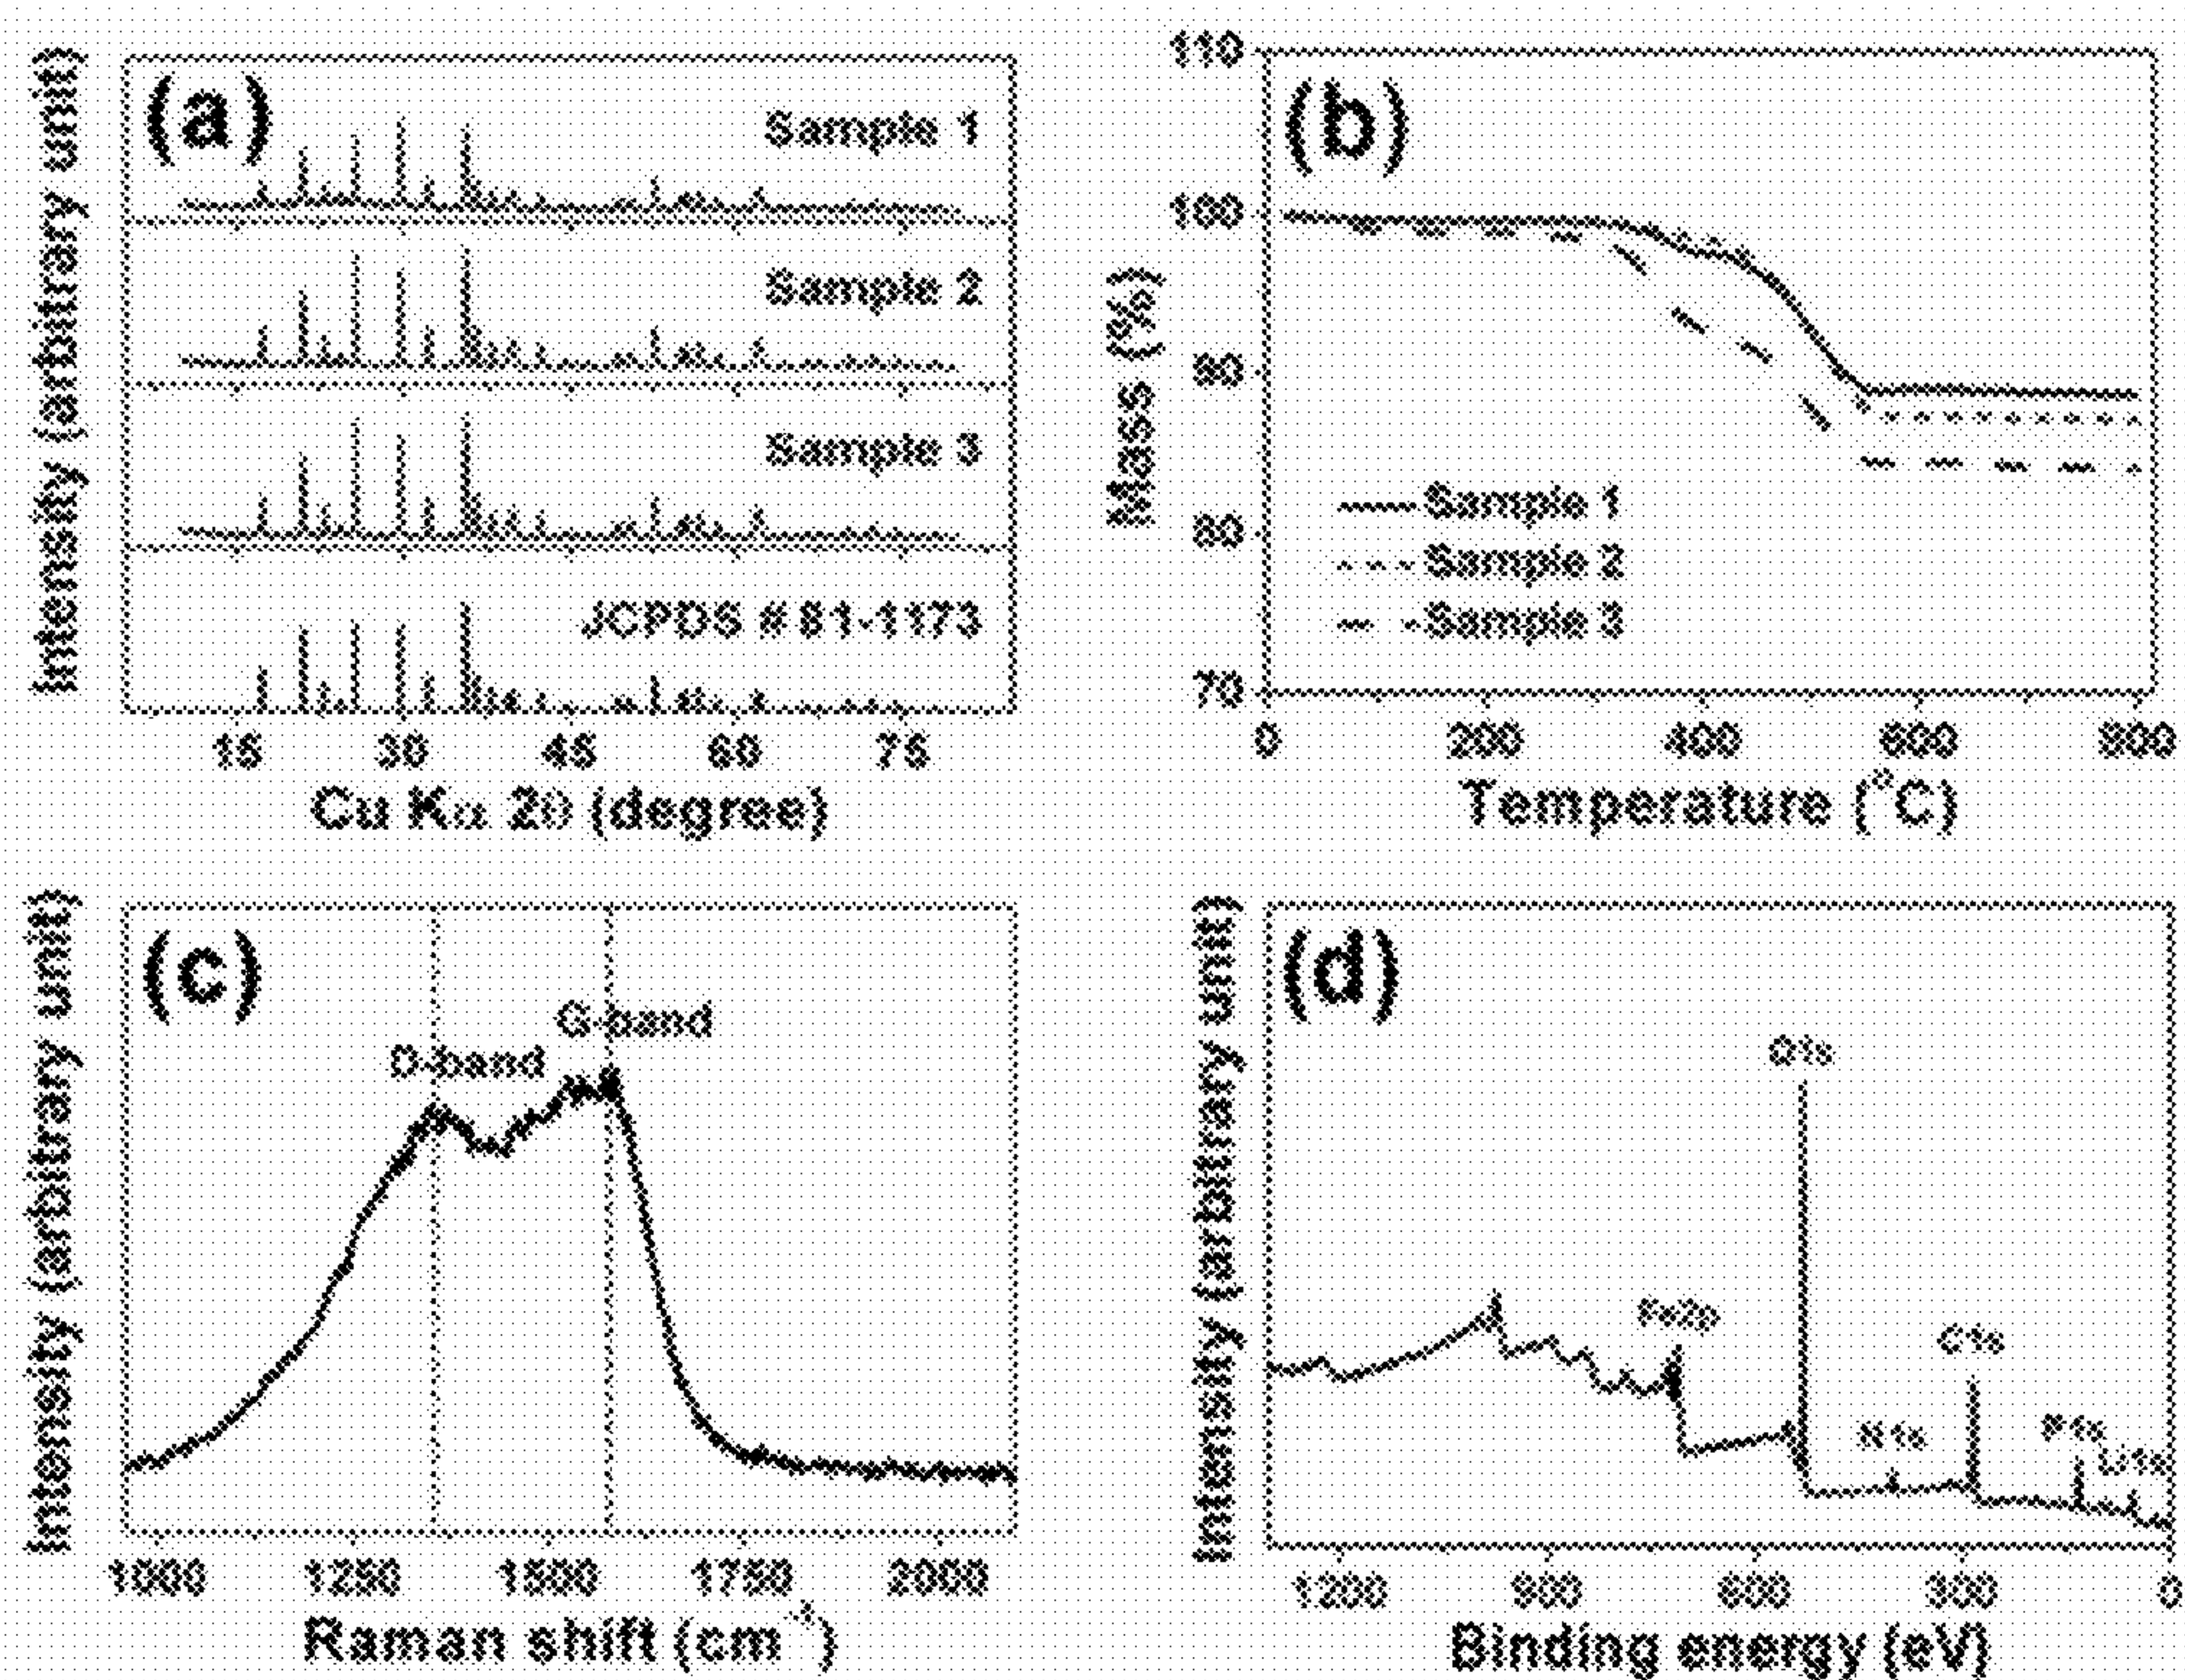 (a)
Intensity (arbitrary unit)
Sample 1
Sample 2
Sample 3
JCPDS # 81-1173
15 30 45 60 75
Cu Kα 2θ (degree)
(b)
Mass (%)
110
100
90
80
70
Sample 1
Sample 2
Sample 3
0 200 400 600 800
Temperature (°C)
(c)
Intensity (arbitrary unit)
D-band
G-band
1000 1250 1500 1750 2000
Raman shift (cm⁻¹)
(d)
Intensity (arbitrary unit)
Fe2p
O1s
N1s
C1s
P1s
Li1s
1200 900 600 300 0
Binding energy (eV)